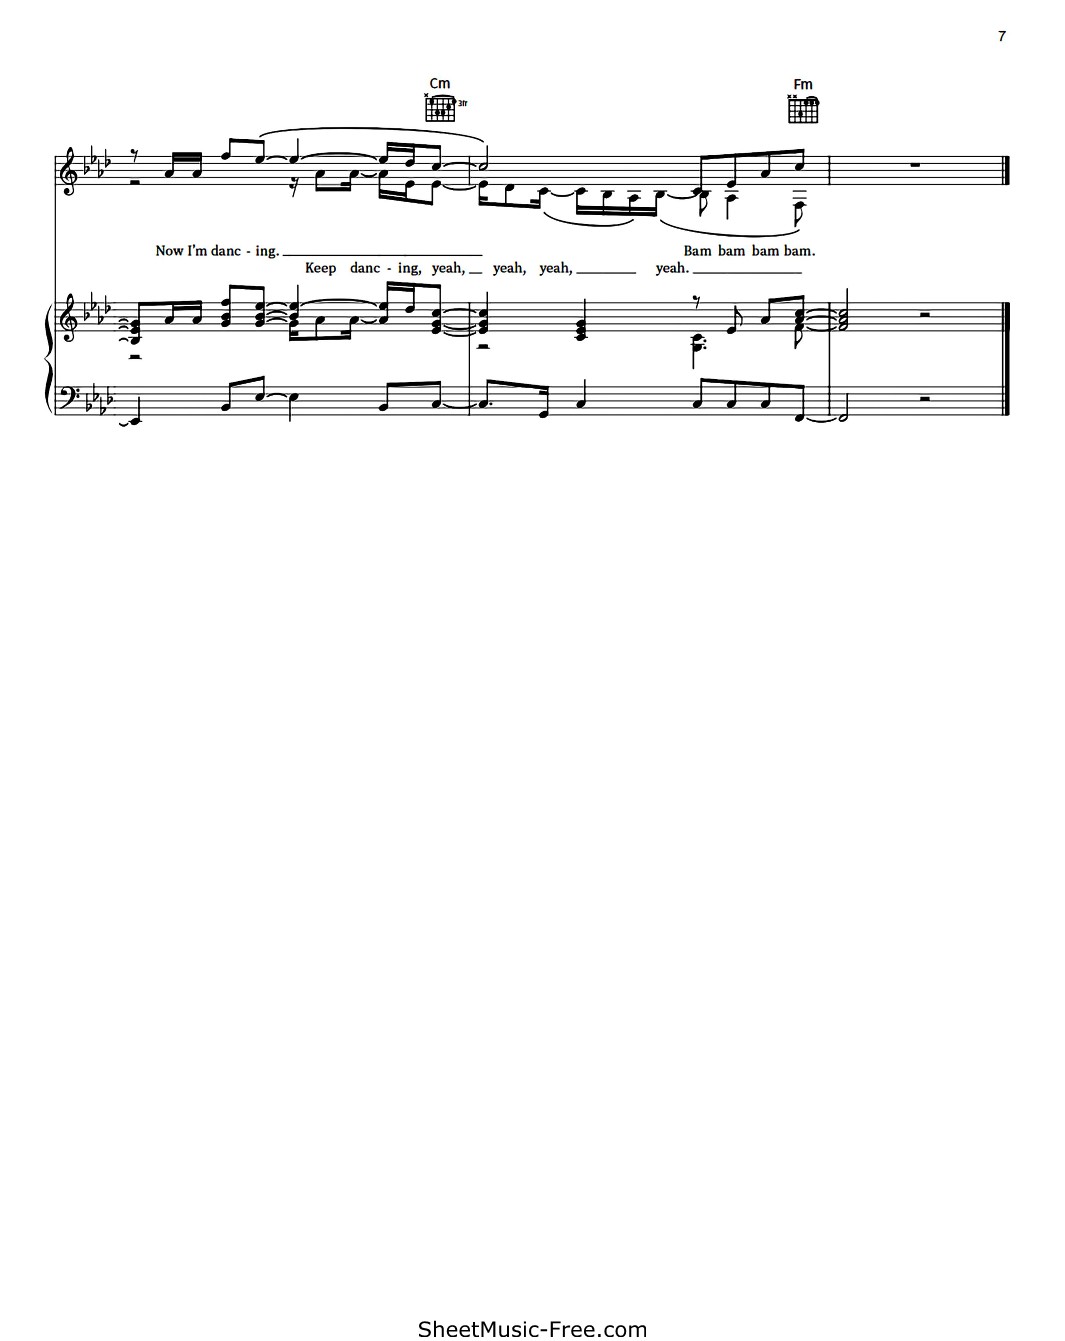 7
Cm
3fr
Fm
Now I'm danc - ing.
Bam bam bam bam.
Keep danc - ing, yeah, yeah, yeah, yeah.
SheetMusic-Free.com